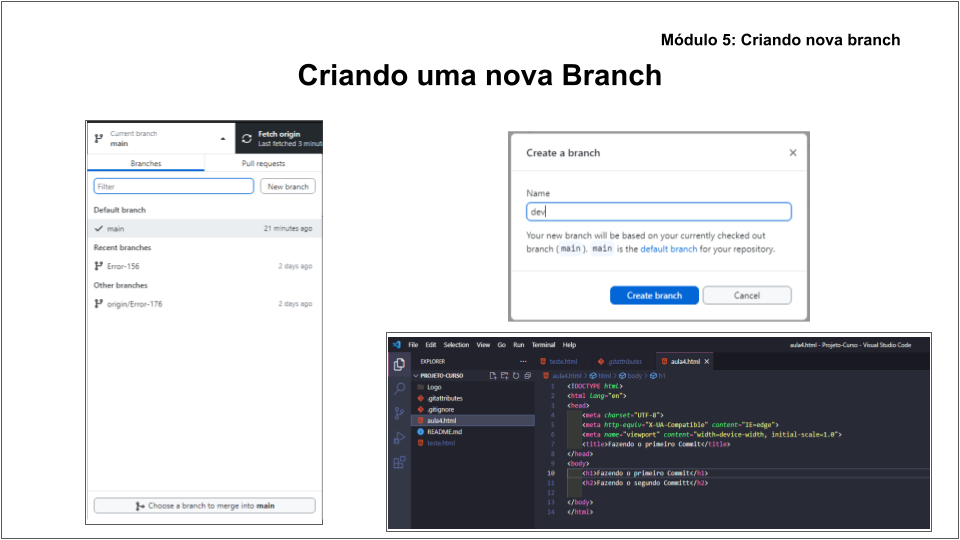 Módulo 5: Criando nova branch
Criando uma nova Branch
Current branch
main
Fetch origin
Last fetched 3 minut
Branches
Pull requests
Filter
New branch
Default branch
main 21 minutes ago
Recent branches
Error-156 2 days ago
Other branches
origin/Error-176 2 days ago
Choose a branch to merge into main
Create a branch
Name
dev
Your new branch will be based on your currently checked out
branch (main). main is the default branch for your repository.
Create branch
Cancel
File Edit Selection View Go Run Terminal Help
aula4.html - Projeto-Curso - Visual Studio Code
EXPLORER ...
PROJETO-CURSO
Logo
.gitattributes
.gitignore
aula4.html
README.md
teste.html
teste.html
.gitattributes
aula4.html
aula4.html > html > body > h1
1 <!DOCTYPE html>
2 <html lang="en">
3 <head>
4 <meta charset="UTF-8">
5 <meta http-equiv="X-UA-Compatible" content="IE=edge">
6 <meta name="viewport" content="width=device-width, initial-scale=1.0">
7 <title>Fazendo o primeiro Commit</title>
8 </head>
9 <body>
10 <h1>Fazendo o primeiro Commit</h1>
11 <h2>Fazendo o segundo Committ</h2>
12
13 </body>
14 </html>